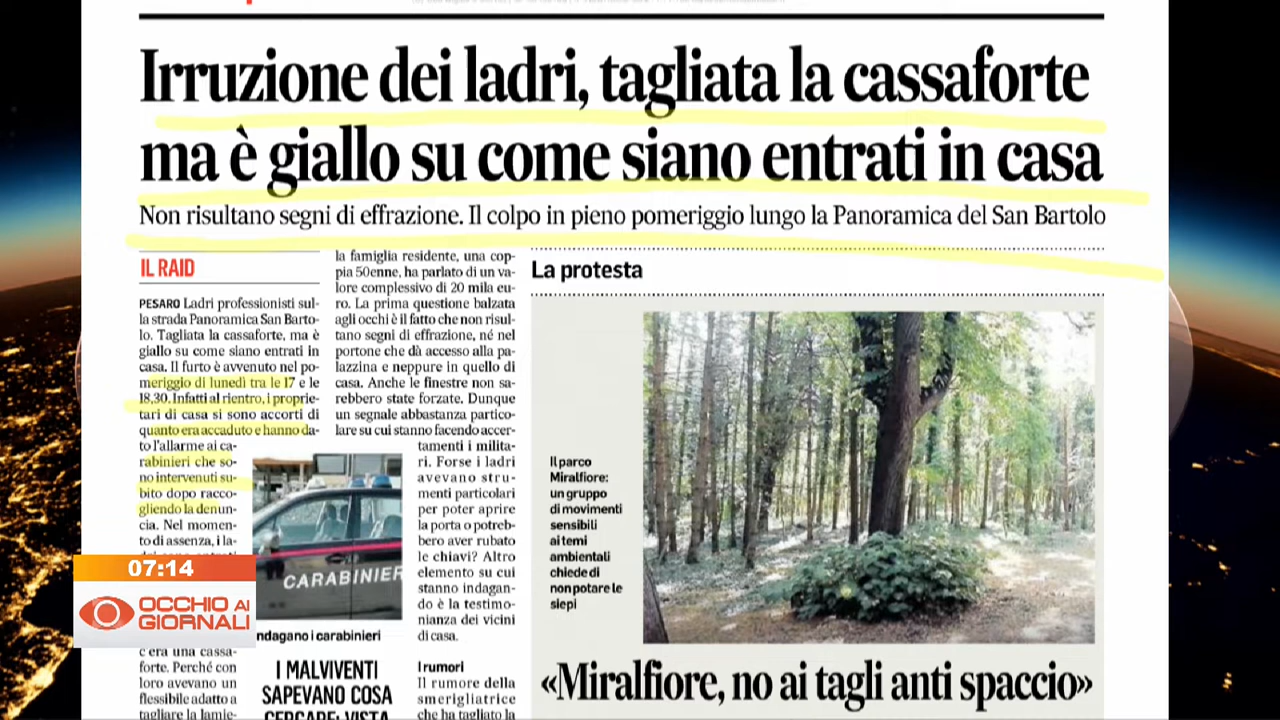 Irruzione dei ladri, tagliata la cassaforte
ma è giallo su come siano entrati in casa
Non risultano segni di effrazione. Il colpo in pieno pomeriggio lungo la Panoramica del San Bartolo
IL RAID
PESARO Ladri professionisti sul-
la strada Panoramica San Barto-
lo. Tagliata la cassaforte, ma è
giallo su come siano entrati in
casa. Il furto è avvenuto nel po-
meriggio di lunedì tra le 17 e le
18,30. Infatti al rientro, i proprie-
tari di casa si sono accorti di
quanto era accaduto e hanno da-
to l'allarme ai ca-
rabinieri che so-
no intervenuti su-
bito dopo racco-
gliendo la denun-
cia. Nel momen-
to di assenza, i la-
c'era una cassa-
forte. Perché con
loro avevano un
flessibile adatto a
tagliare la lamie-
la famiglia residente, una cop-
pia 50enne, ha parlato di un va-
lore complessivo di 20 mila eu-
ro. La prima questione balzata
agli occhi è il fatto che non risul-
tano segni di effrazione, né nel
portone che dà accesso alla pa-
lazzina e neppure in quello di
casa. Anche le finestre non sa-
rebbero state forzate. Dunque
un segnale abbastanza partico-
lare su cui stanno facendo accer-
tamenti i milita-
ri. Forse i ladri
avevano stru-
menti particolari
per poter aprire
la porta o potreb-
bero aver rubato
le chiavi? Altro
elemento su cui
stanno indagan-
do è la testimo-
nianza dei vicini
di casa.
I rumori
Il rumore della
smerigliatrice
che ha tagliato la
CARABINIERI
ndagano i carabinieri
I MALVIVENTI
SAPEVANO COSA
CERCARE: VISTA
La protesta
Il parco
Miralfiore:
un gruppo
di movimenti
sensibili
ai temi
ambientali
chiede di
non potare le
siepi
«Miralfiore, no ai tagli anti spaccio»
07:14
OCCHIO AI
GIORNALI